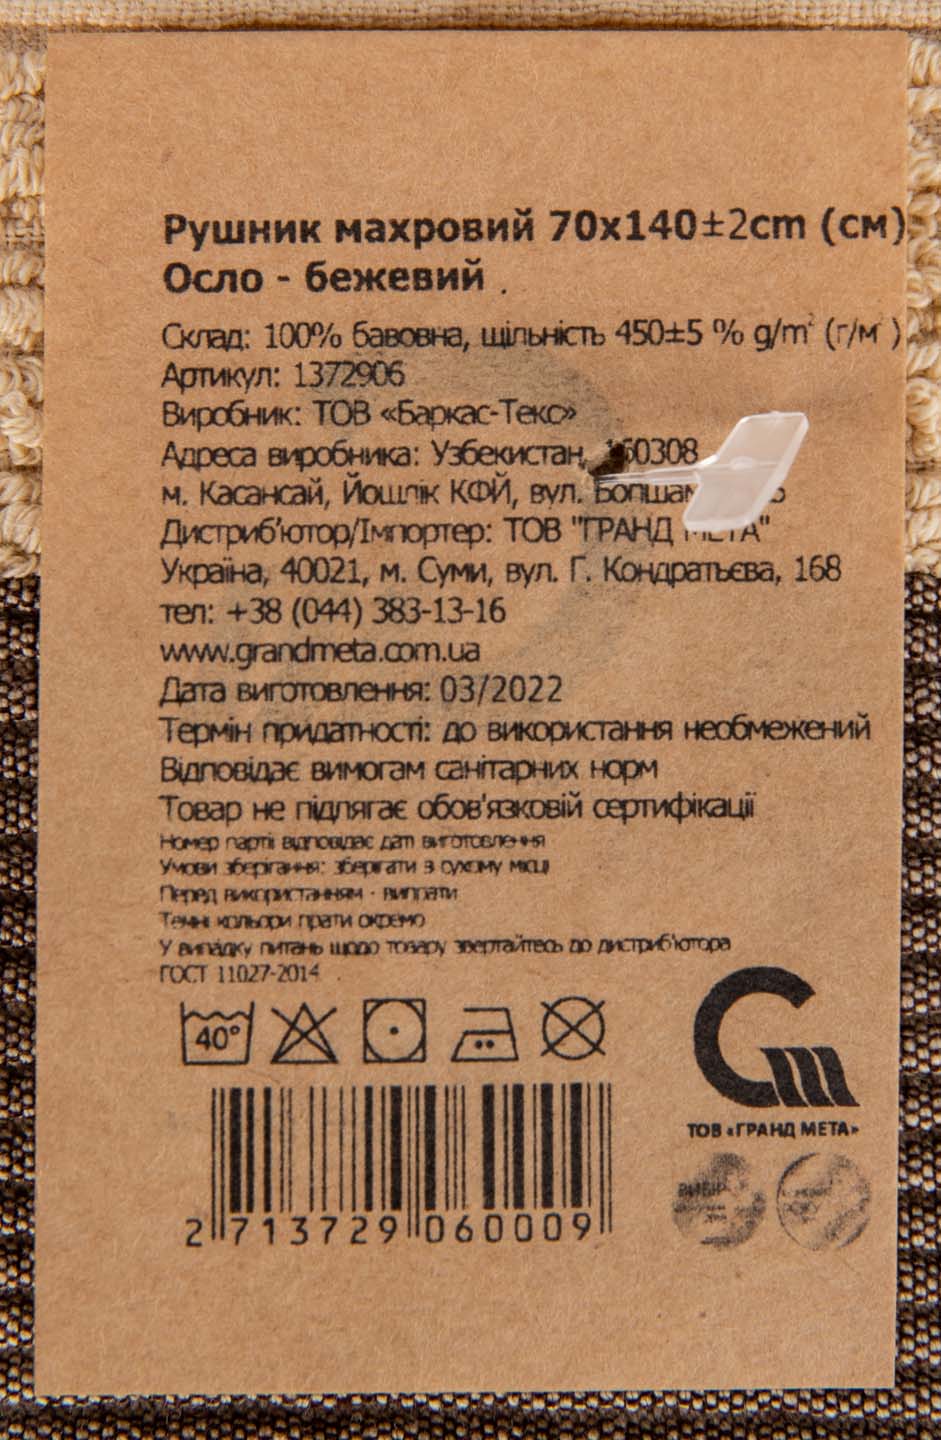 Рушник махровий 70х140±2cm (см)
Осло - бежевий
Склад: 100% бавовна, щільність 450±5 % g/m² (г/м )
Артикул: 1372906
Виробник: ТОВ «Баркас-Текс»
Адреса виробника: Узбекистан, 160308
м. Касансай, Йошлік КФЙ, вул.
Дистриб'ютор/Імпортер: ТОВ "ГРАНД МЕТА"
Україна, 40021, м. Суми, вул. Г. Кондратьєва, 168
тел: +38 (044) 383-13-16
www.grandmeta.com.ua
Дата виготовлення: 03/2022
Термін придатності: до використання необмежений
Відповідає вимогам санітарних норм
Товар не підлягає обов'язковій сертифікації
Номер партії відповідає даті виготовлення
Умови зберігання: зберігати в сухому місці
Перед використанням - випрати
Темні кольори прати окремо
У випадку питань щодо товару звертайтесь до дистриб'ютора
ГОСТ 11027-2014
40°
ТОВ «ГРАНД МЕТА»
2 713729 060009